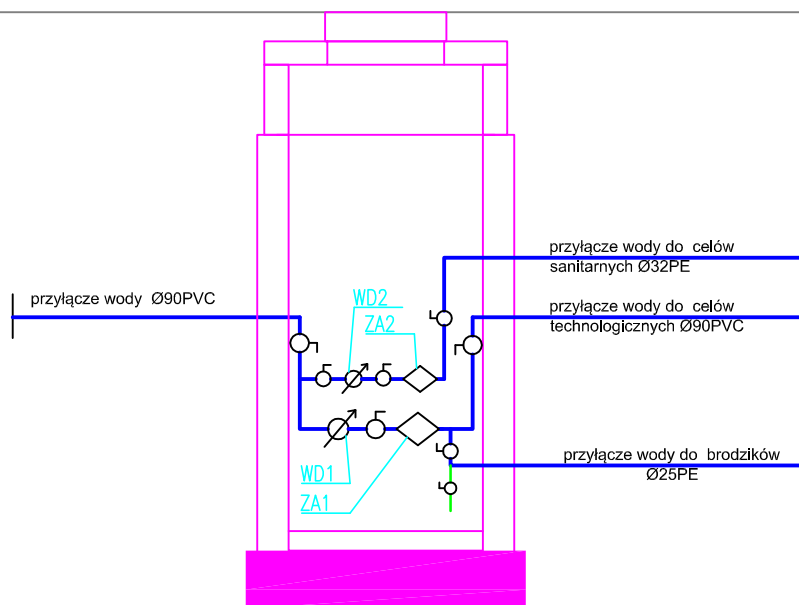 przyłącze wody do celów
sanitarnych Ø32PE
przyłącze wody Ø90PVC
WD2
ZA2
przyłącze wody do celów
technologicznych Ø90PVC
WD1
ZA1
przyłącze wody do brodzików
Ø25PE